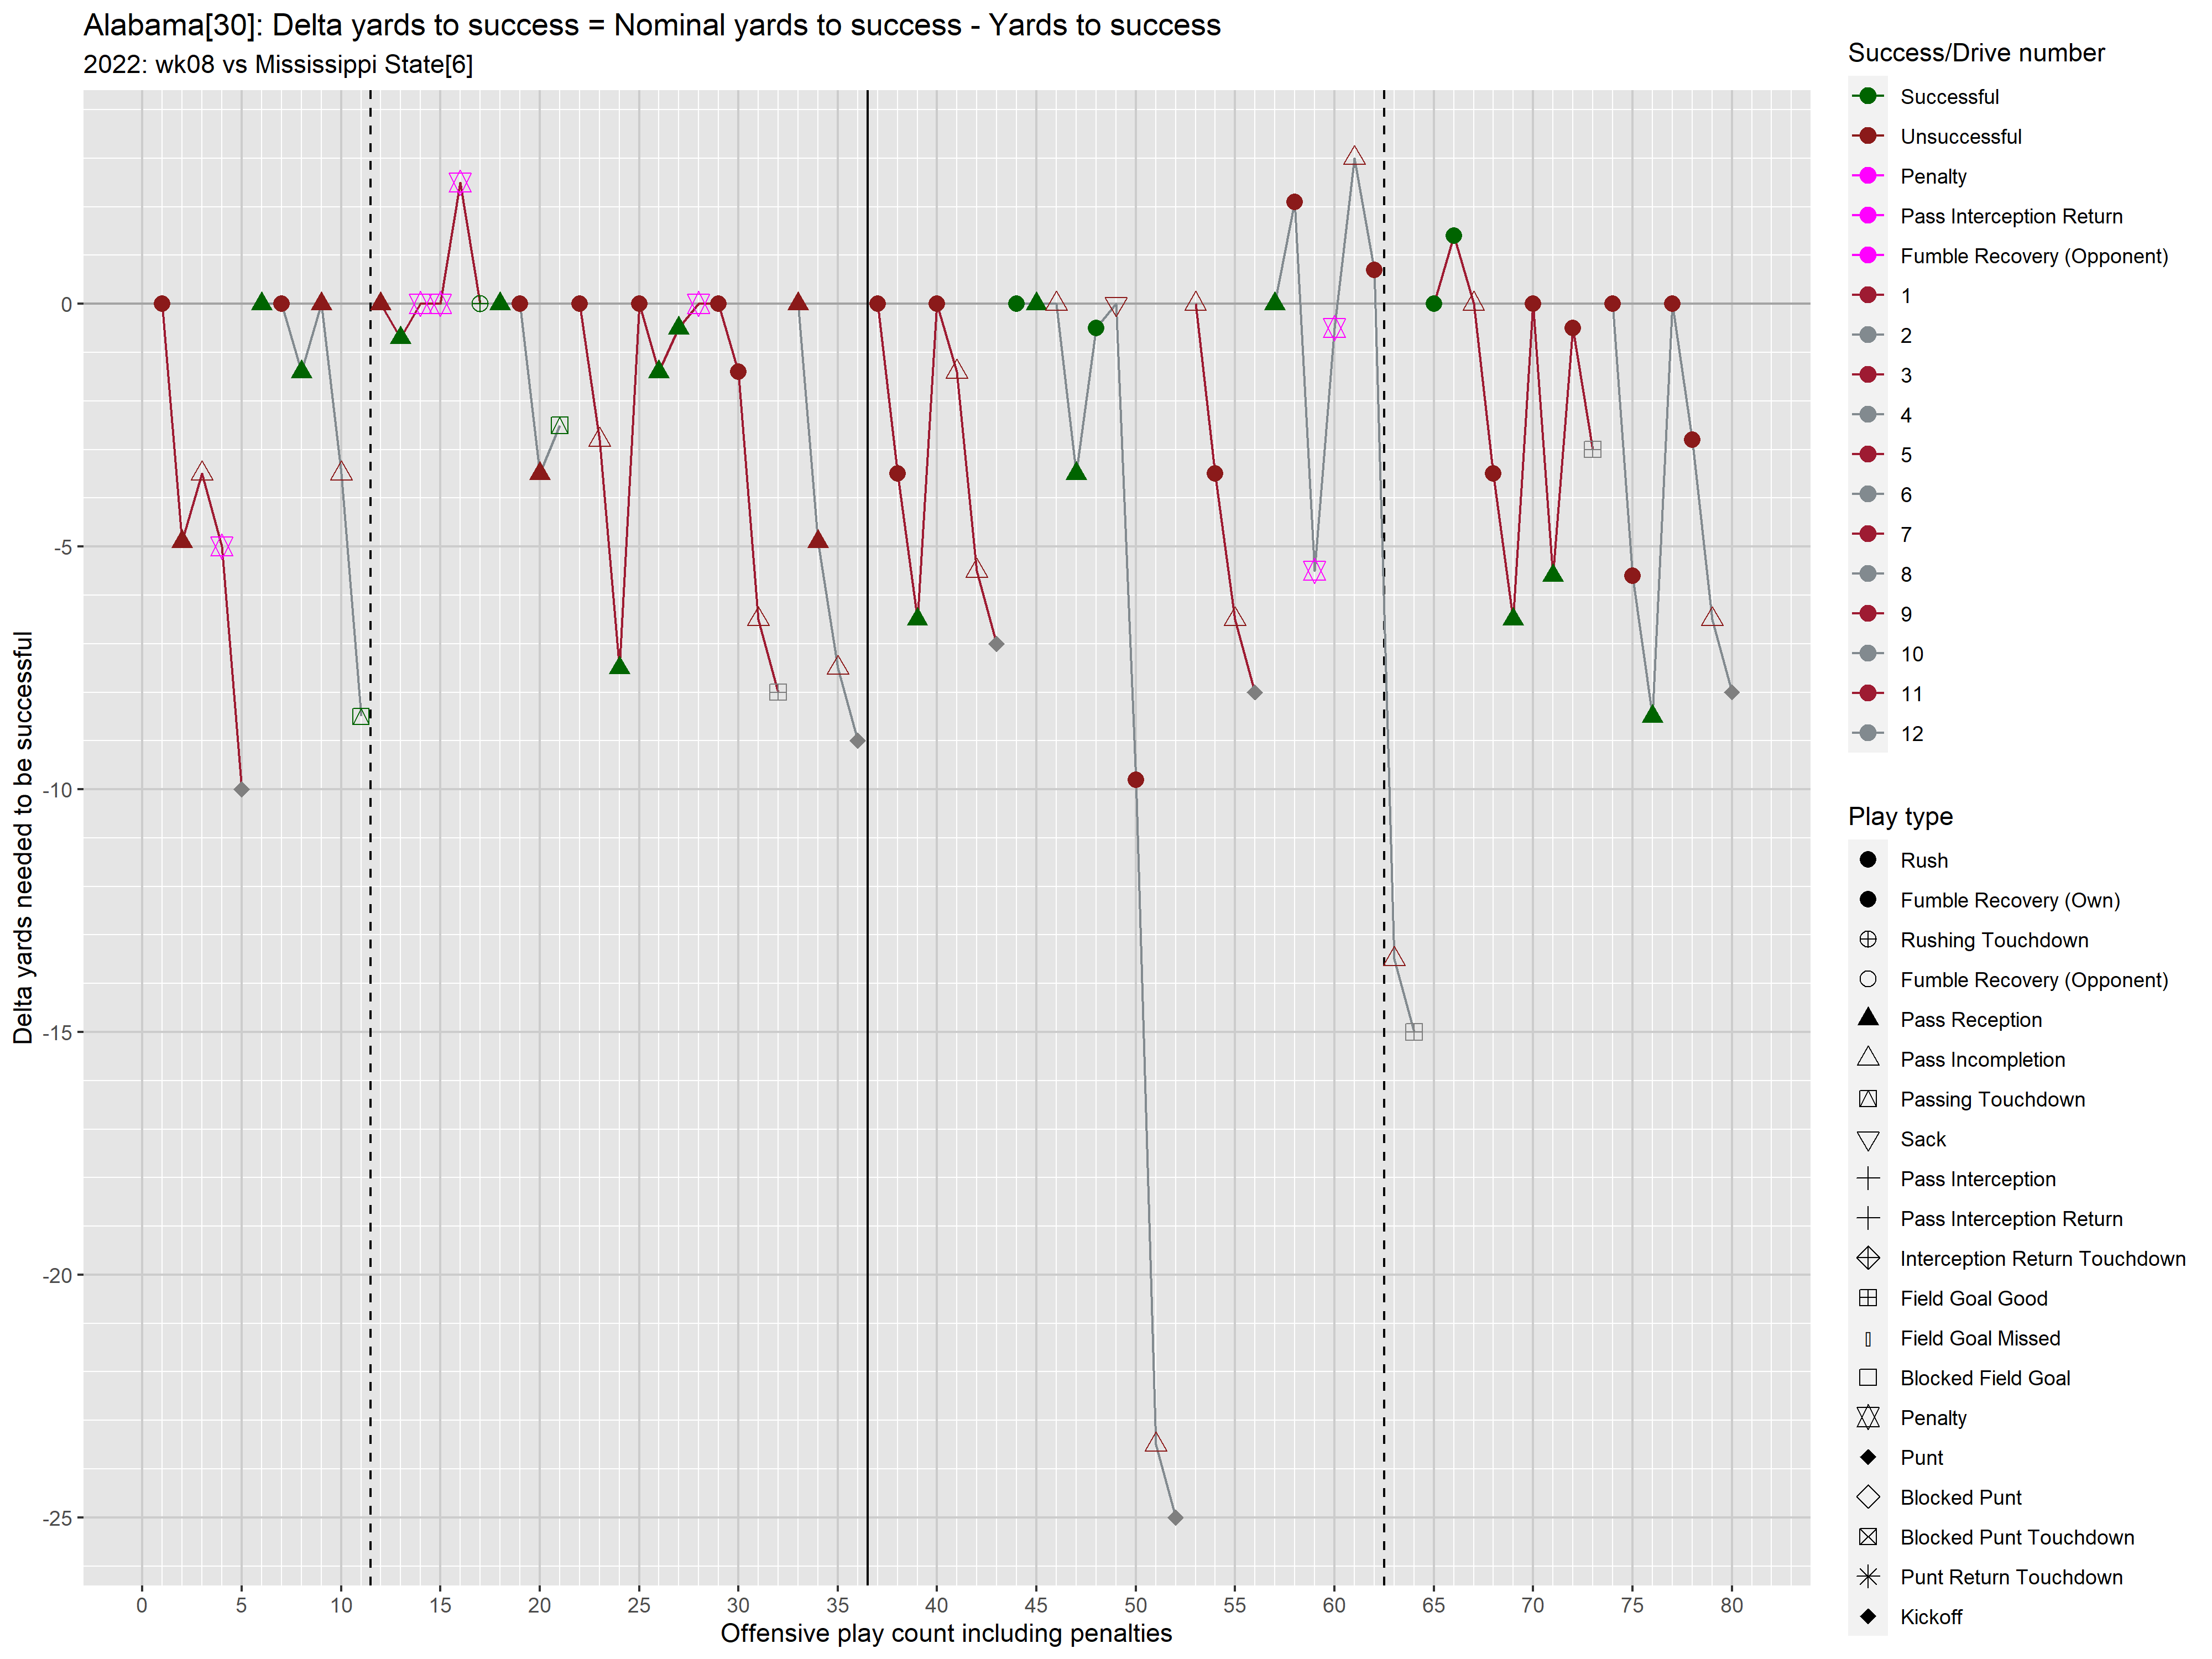 Alabama[30]: Delta yards to success = Nominal yards to success - Yards to success
2022: wk08 vs Mississippi State[6]
Delta yards needed to be successful
0
-5
-10
-15
-20
-25
0 5 10 15 20 25 30 35 40 45 50 55 60 65 70 75 80
Offensive play count including penalties
Success/Drive number
Successful
Unsuccessful
Penalty
Pass Interception Return
Fumble Recovery (Opponent)
1
2
3
4
5
6
7
8
9
10
11
12
Play type
Rush
Fumble Recovery (Own)
Rushing Touchdown
Fumble Recovery (Opponent)
Pass Reception
Pass Incompletion
Passing Touchdown
Sack
Pass Interception
Pass Interception Return
Interception Return Touchdown
Field Goal Good
Field Goal Missed
Blocked Field Goal
Penalty
Punt
Blocked Punt
Blocked Punt Touchdown
Punt Return Touchdown
Kickoff